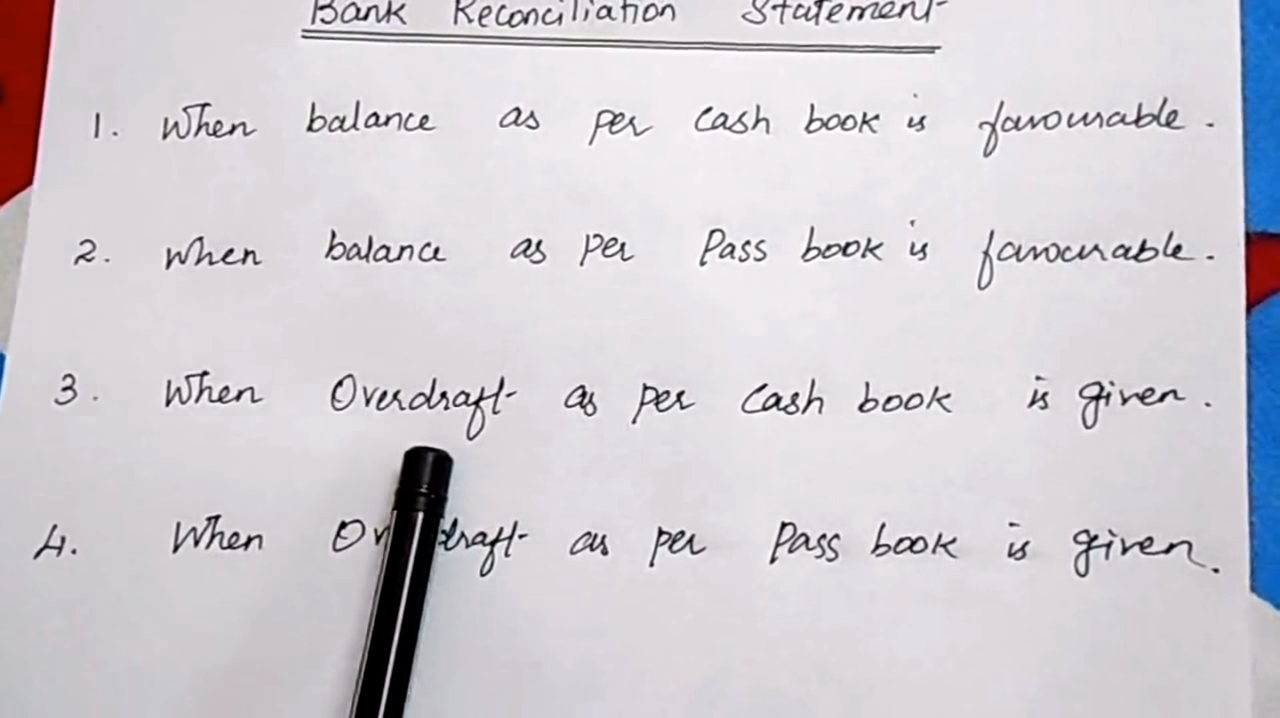 Bank Reconciliation Statement
1. When balance as per cash book is favourable.
2. When balance as per Pass book is favourable.
3. When Overdraft as per Cash book is given.
4. When as per Pass book is given.